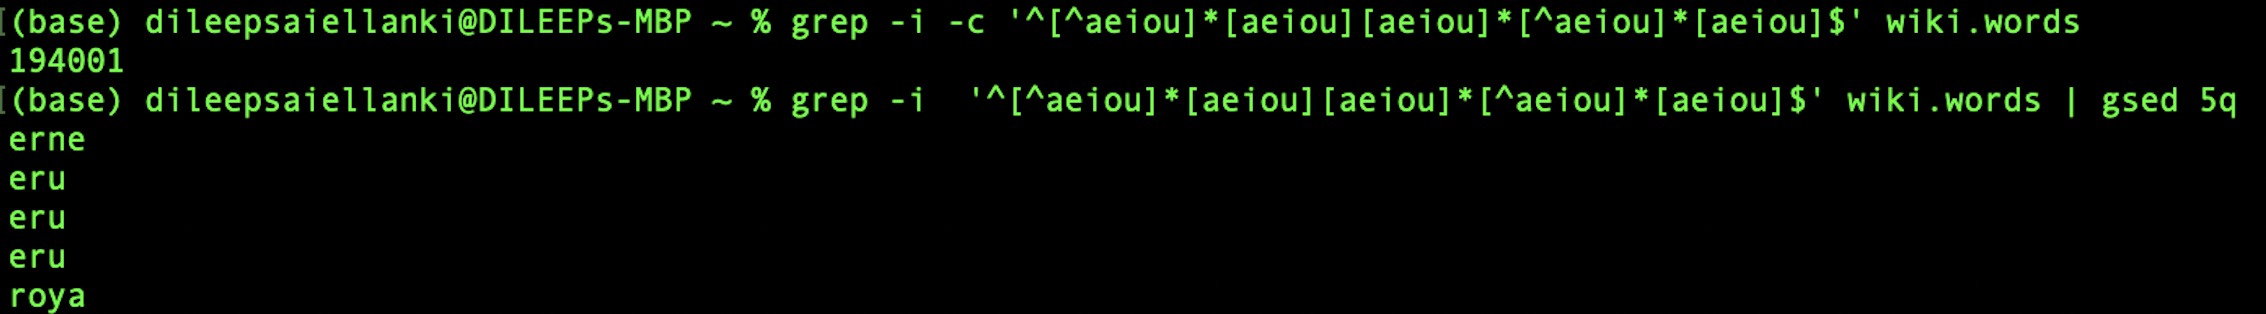 (base) dileepsaiellanki@DILEEPs-MBP ~ % grep -i -c '^[^aeiou]*[aeiou][aeiou]*[^aeiou]*[aeiou]$' wiki.words
194001
(base) dileepsaiellanki@DILEEPs-MBP ~ % grep -i  '^[^aeiou]*[aeiou][aeiou]*[^aeiou]*[aeiou]$' wiki.words | gsed 5q
erne
eru
eru
eru
roya